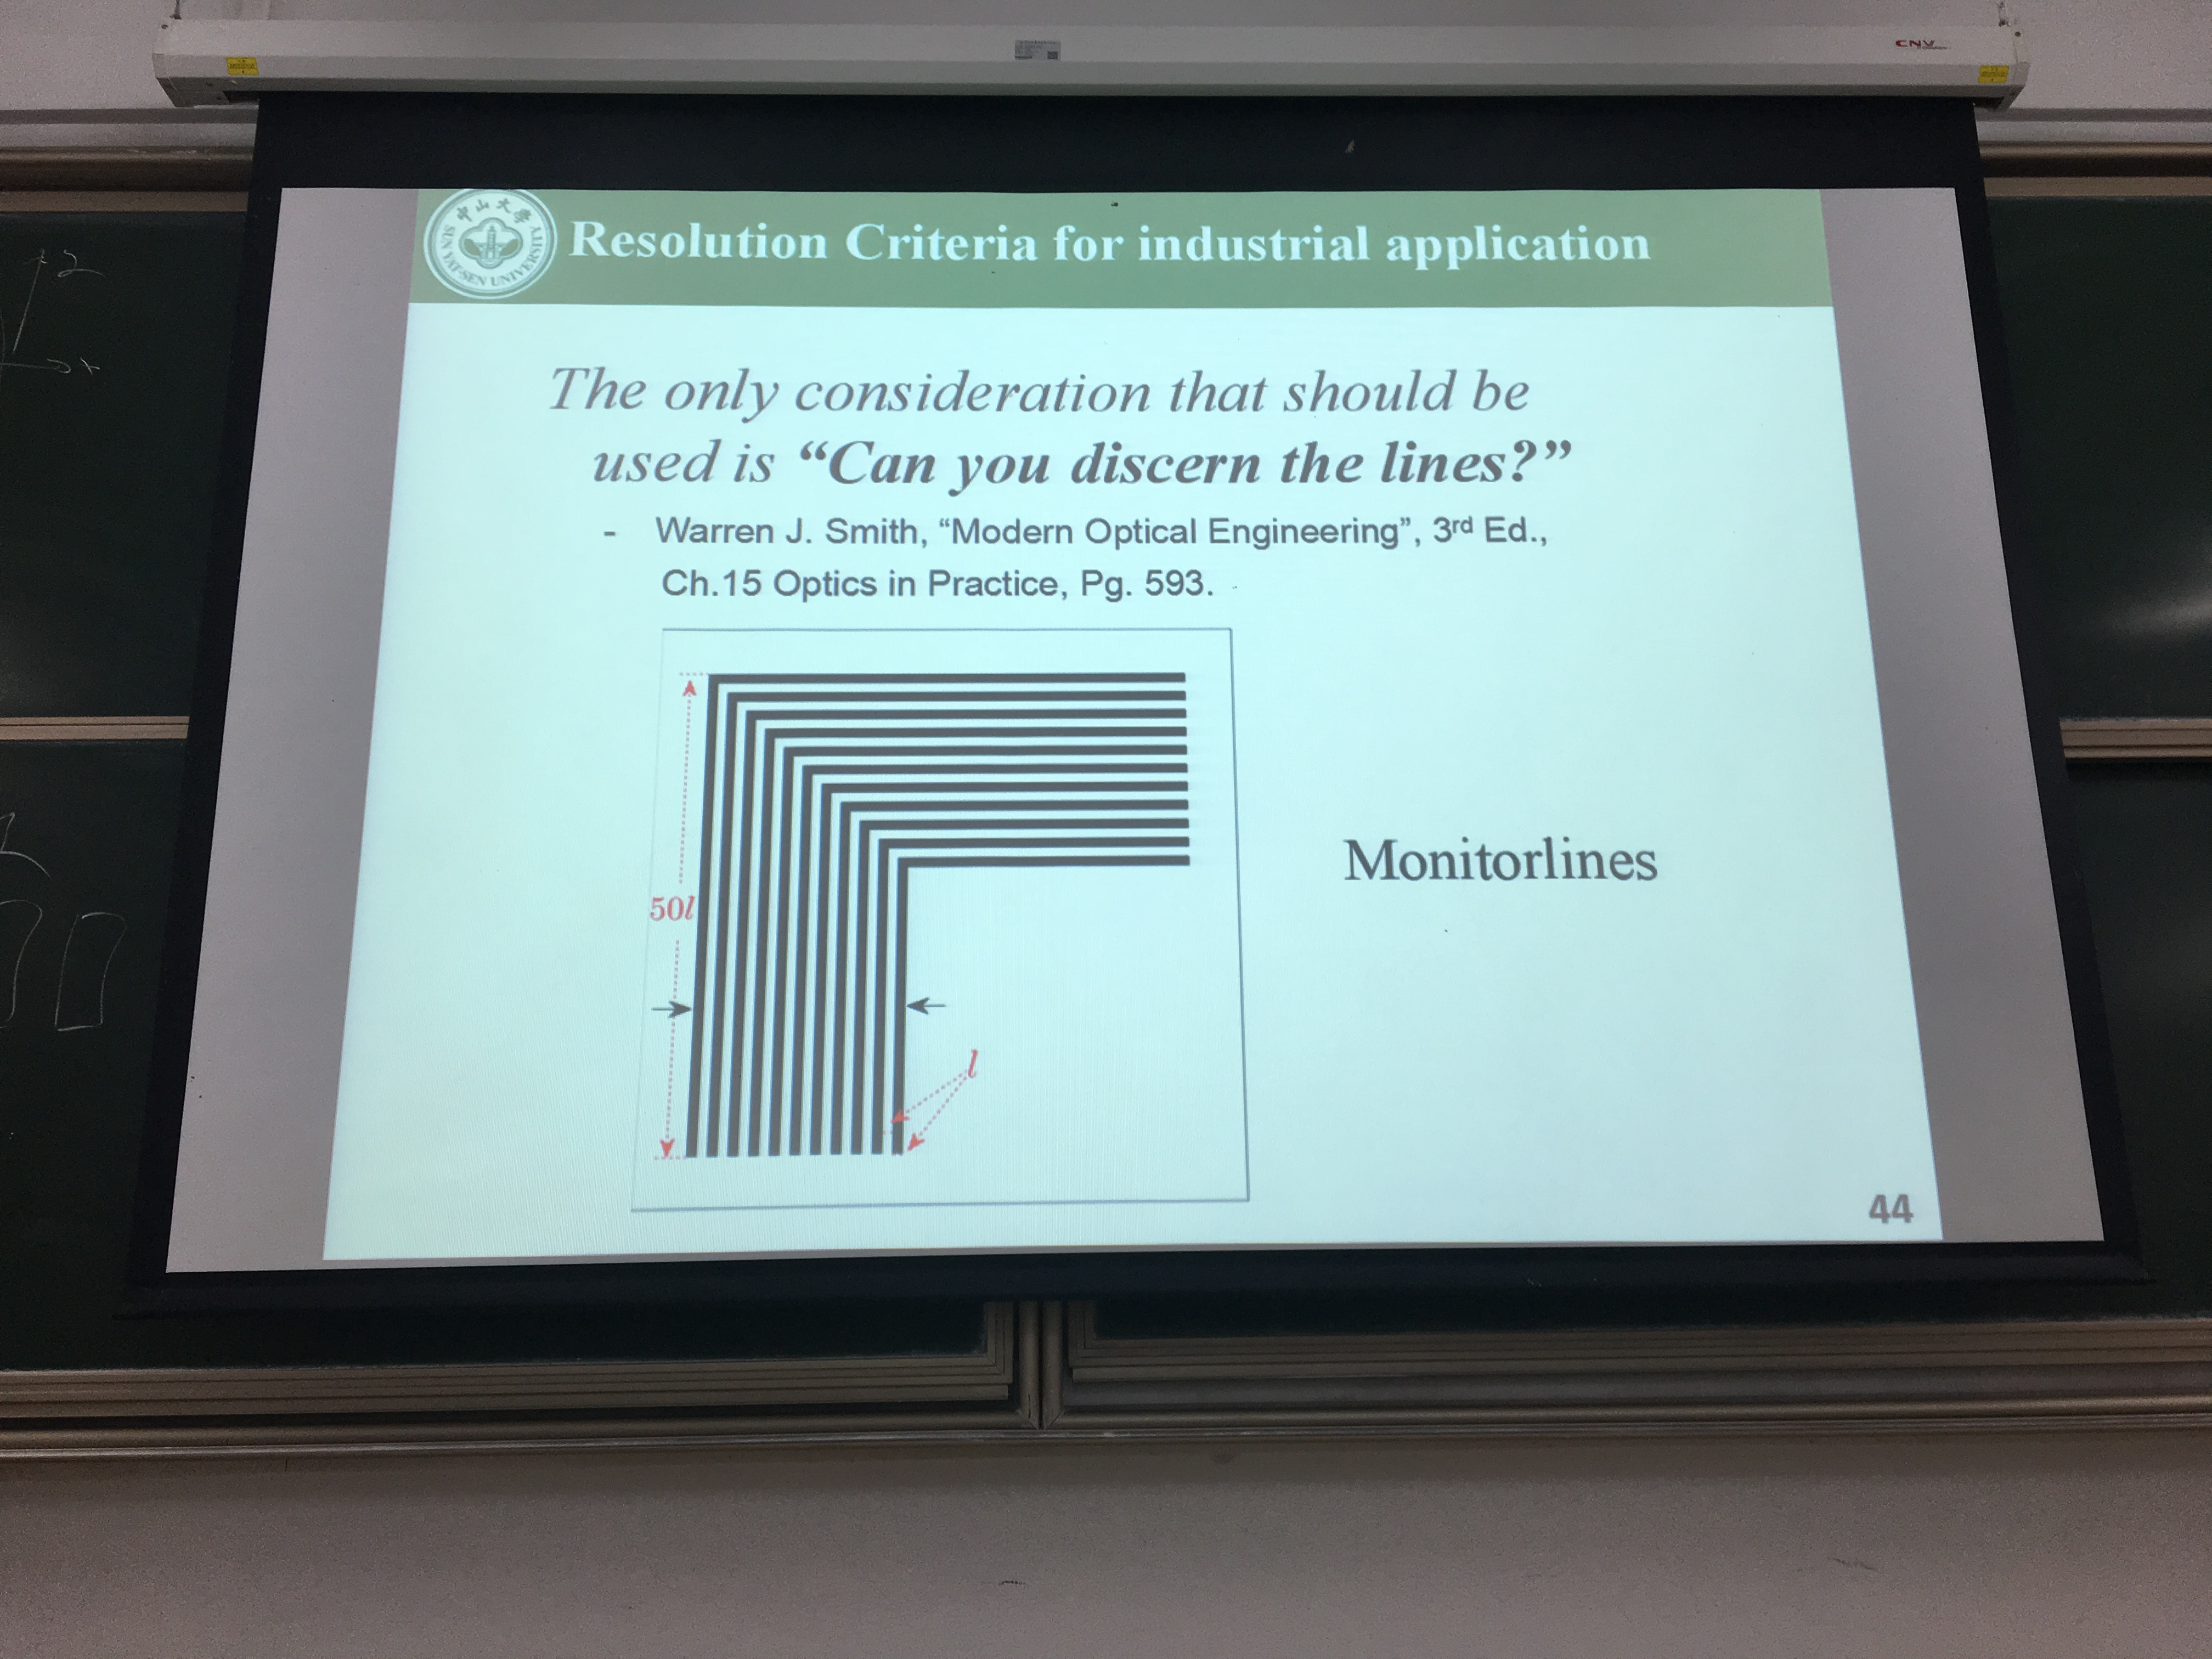 CNV
中山大學
SUN YAT-SEN UNIVERSITY
Resolution Criteria for industrial application
The only consideration that should be
used is “Can you discern the lines?”
- Warren J. Smith, “Modern Optical Engineering”, 3rd Ed.,
Ch.15 Optics in Practice, Pg. 593.
50l
l
Monitorlines
44